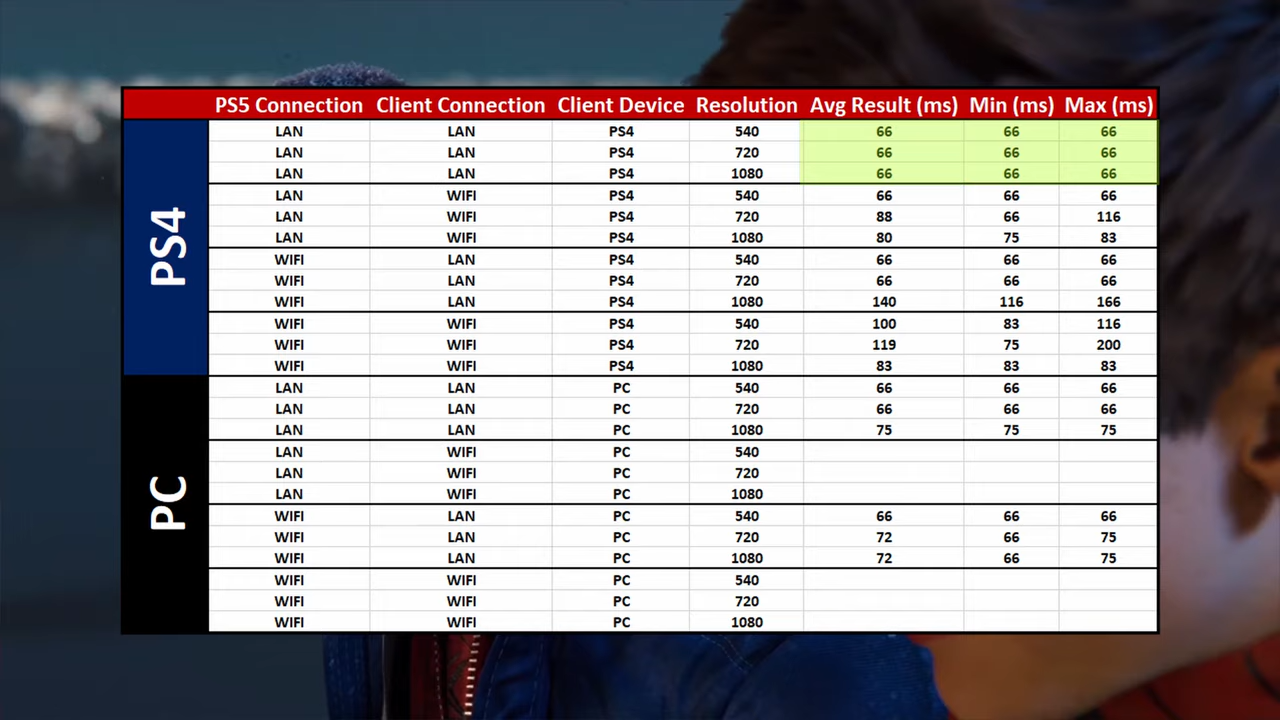 PS5 Connection Client Connection Client Device Resolution Avg Result (ms) Min (ms) Max (ms)
PS4
LAN LAN PS4 540 66 66 66
LAN LAN PS4 720 66 66 66
LAN LAN PS4 1080 66 66 66
LAN WIFI PS4 540 66 66 66
LAN WIFI PS4 720 88 66 116
LAN WIFI PS4 1080 80 75 83
WIFI LAN PS4 540 66 66 66
WIFI LAN PS4 720 66 66 66
WIFI LAN PS4 1080 140 116 166
WIFI WIFI PS4 540 100 83 116
WIFI WIFI PS4 720 119 75 200
WIFI WIFI PS4 1080 83 83 83
PC
LAN LAN PC 540 66 66 66
LAN LAN PC 720 66 66 66
LAN LAN PC 1080 75 75 75
LAN WIFI PC 540
LAN WIFI PC 720
LAN WIFI PC 1080
WIFI LAN PC 540 66 66 66
WIFI LAN PC 720 72 66 75
WIFI LAN PC 1080 72 66 75
WIFI WIFI PC 540
WIFI WIFI PC 720
WIFI WIFI PC 1080